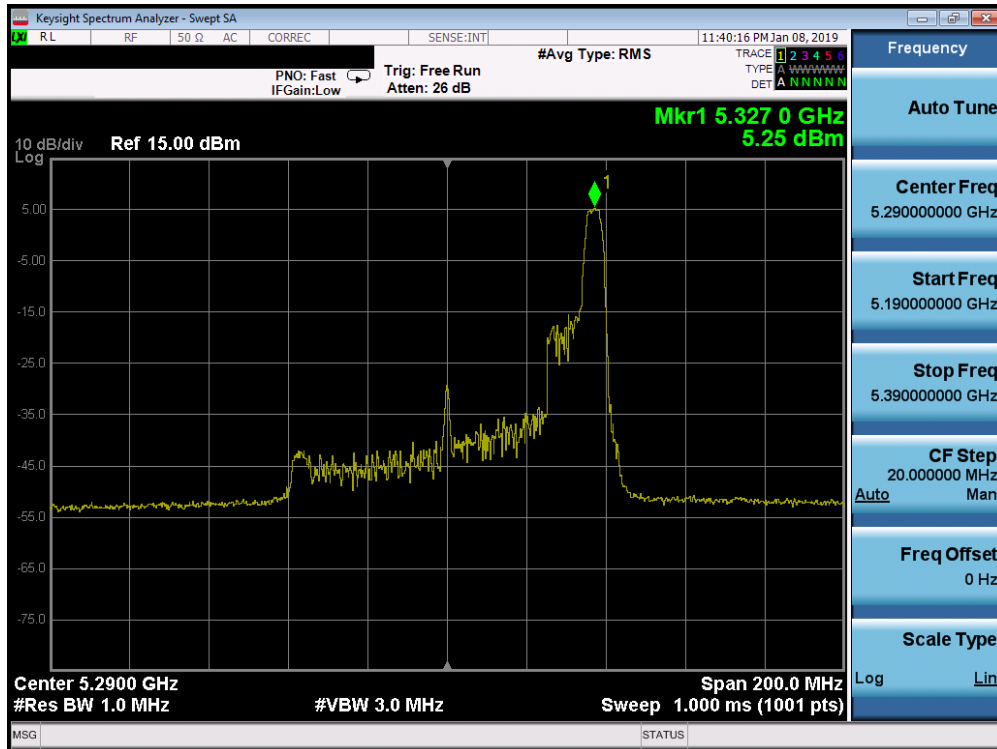 Keysight Spectrum Analyzer - Swept SA
LXI RL RF 50 Ω AC CORREC SENSE:INT 11:40:16 PM Jan 08, 2019
Frequency
#Avg Type: RMS
TRACE 1 2 3 4 5 6
PNO: Fast Trig: Free Run
TYPE A WWWWW
IFGain:Low Atten: 26 dB
DET A N N N N N
Auto Tune
Mkr1 5.327 0 GHz
5.25 dBm
10 dB/div Ref 15.00 dBm
Log
1
5.00
-5.00
-15.0
-25.0
-35.0
-45.0
-55.0
-65.0
-75.0
Center Freq
5.290000000 GHz
Start Freq
5.190000000 GHz
Stop Freq
5.390000000 GHz
CF Step
20.000000 MHz
Auto Man
Freq Offset
0 Hz
Scale Type
Log Lin
Center 5.2900 GHz Span 200.0 MHz
#Res BW 1.0 MHz #VBW 3.0 MHz Sweep 1.000 ms (1001 pts)
MSG STATUS